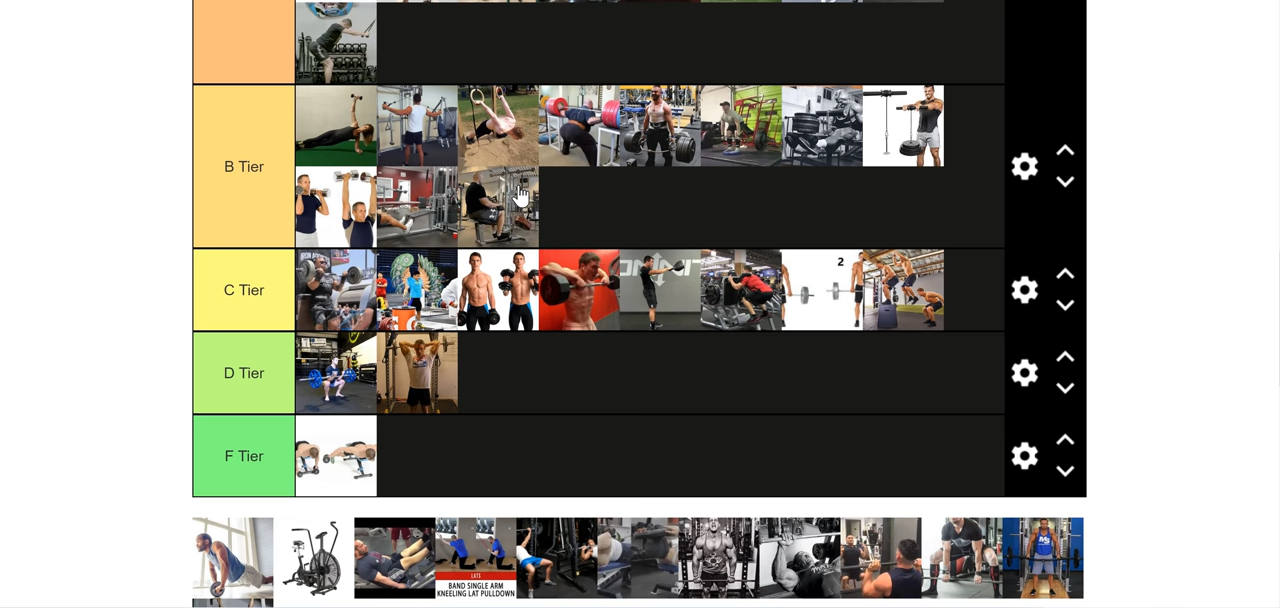 B Tier
C Tier
2
D Tier
F Tier
LATS
BAND SINGLE ARM
KNEELING LAT PULLDOWN